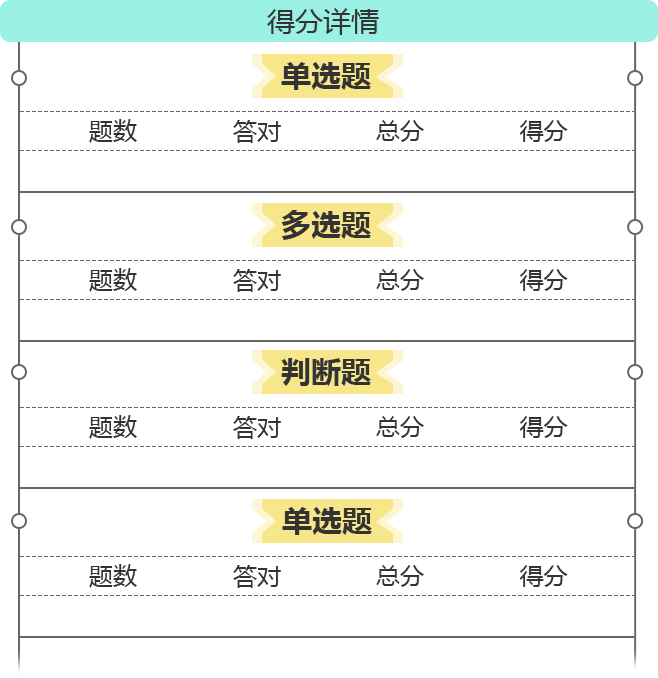 得分详情
单选题
题数 答对 总分 得分
多选题
题数 答对 总分 得分
判断题
题数 答对 总分 得分
单选题
题数 答对 总分 得分